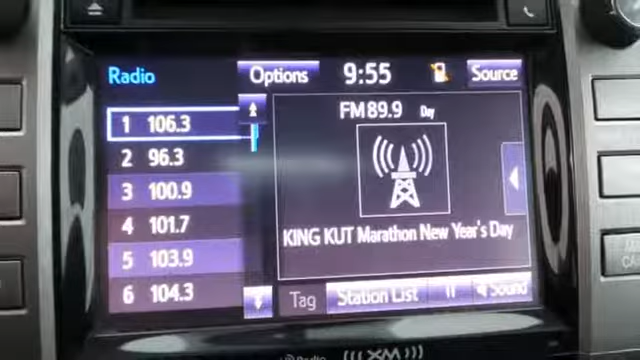 Radio
Options 9:55 Source
1 106.3
2 96.3
3 100.9
4 101.7
5 103.9
6 104.3
FM 89.9 Day
KING KUT Marathon New Year's Day
Tag Station List Sound
Radio XM